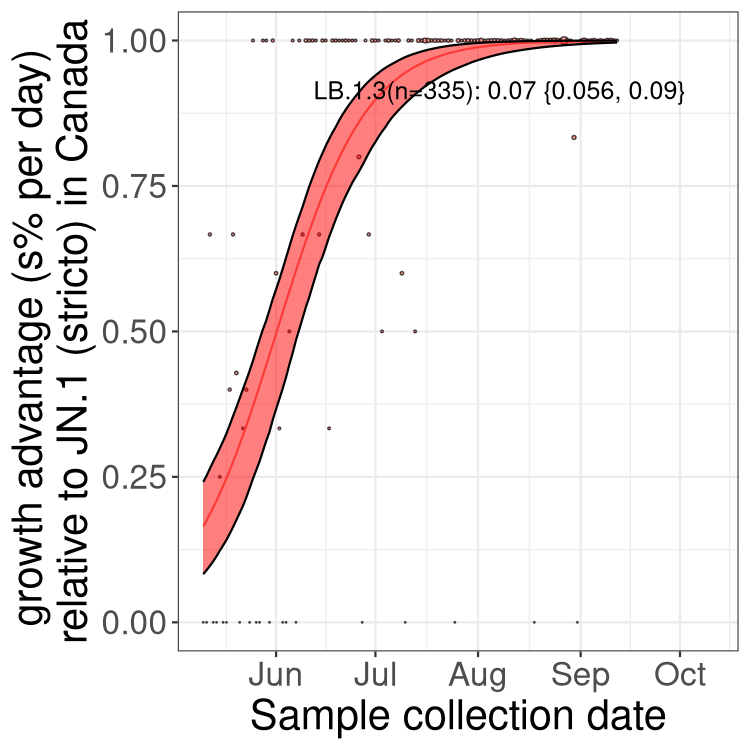 growth advantage (s% per day)
relative to JN.1 (stricto) in Canada
1.00
0.75
0.50
0.25
0.00
LB.1.3(n=335): 0.07 {0.056, 0.09}
Jun Jul Aug Sep Oct
Sample collection date